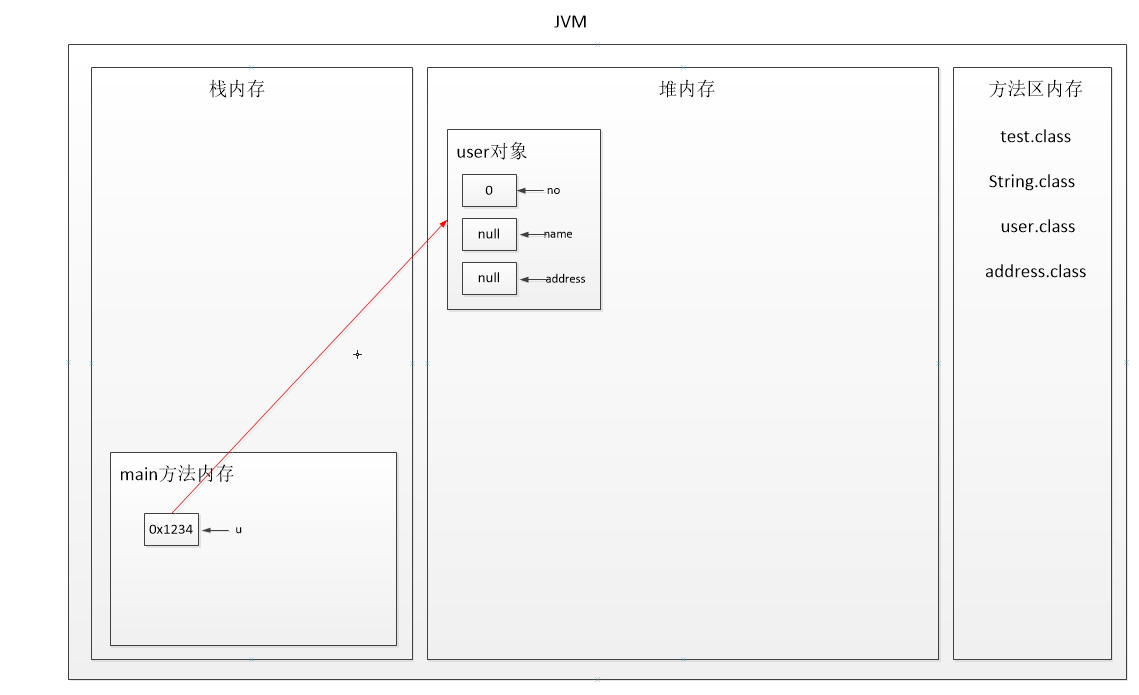 JVM
栈内存
堆内存
方法区内存
user对象
0
no
null
name
null
address
main方法内存
0x1234
u
test.class
String.class
user.class
address.class